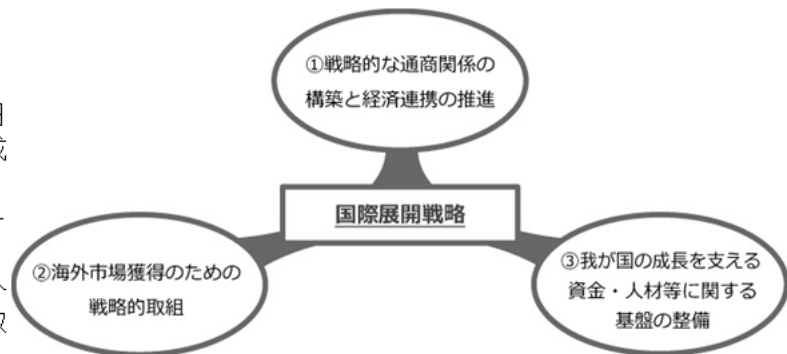 ①戦略的な通商関係の
構築と経済連携の推進
国際展開戦略
②海外市場獲得のための
戦略的取組
③我が国の成長を支える
資金・人材等に関する
基盤の整備